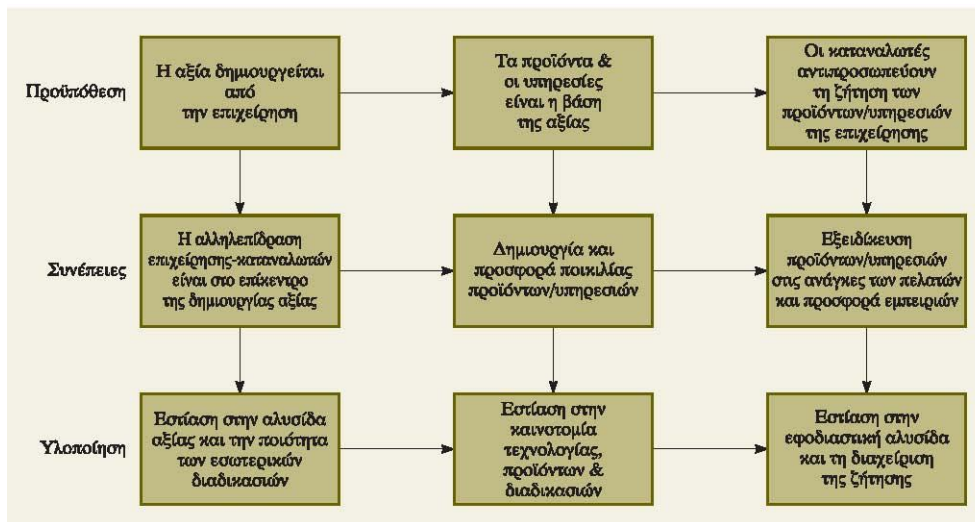 Προϋπόθεση
Η αξία δημιουργείται
από
την επιχείρηση
Τα προϊόντα &
οι υπηρεσίες
είναι η βάση
της αξίας
Οι καταναλωτές
αντιπροσωπεύουν
τη ζήτηση των
προϊόντων/υπηρεσιών
της επιχείρησης
Συνέπειες
Η αλληλεπίδραση
επιχείρησης-καταναλωτών
είναι στο επίκεντρο
της δημιουργίας αξίας
Δημιουργία και
προσφορά ποικιλίας
προϊόντων/υπηρεσιών
Εξειδίκευση
προϊόντων/υπηρεσιών
στις ανάγκες των πελατών
και προσφορά εμπειριών
Υλοποίηση
Εστίαση στην αλυσίδα
αξίας και την ποιότητα
των εσωτερικών
διαδικασιών
Εστίαση στην
καινοτομία
τεχνολογίας,
προϊόντων &
διαδικασιών
Εστίαση στην
εφοδιαστική αλυσίδα
και τη διαχείριση
της ζήτησης